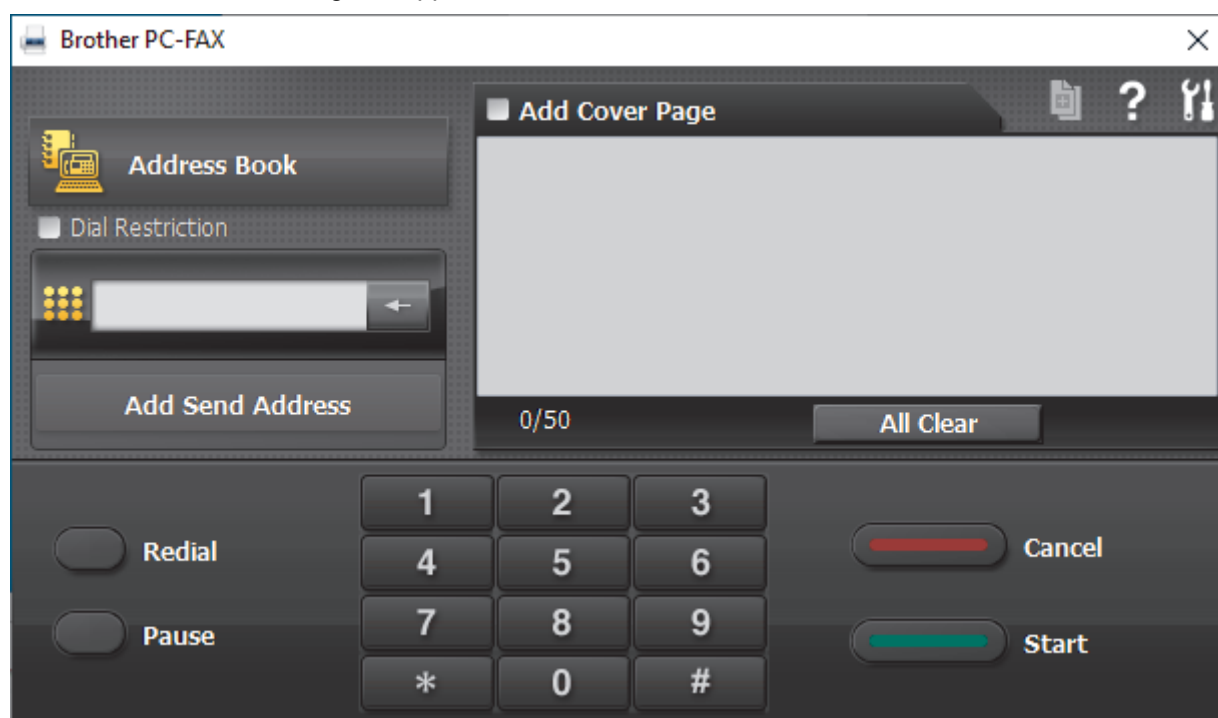 Brother PC-FAX
Add Cover Page
?
Address Book
Dial Restriction
Add Send Address
0/50
All Clear
1 2 3
Redial
Cancel
4 5 6
Pause
7 8 9
Start
* 0 #